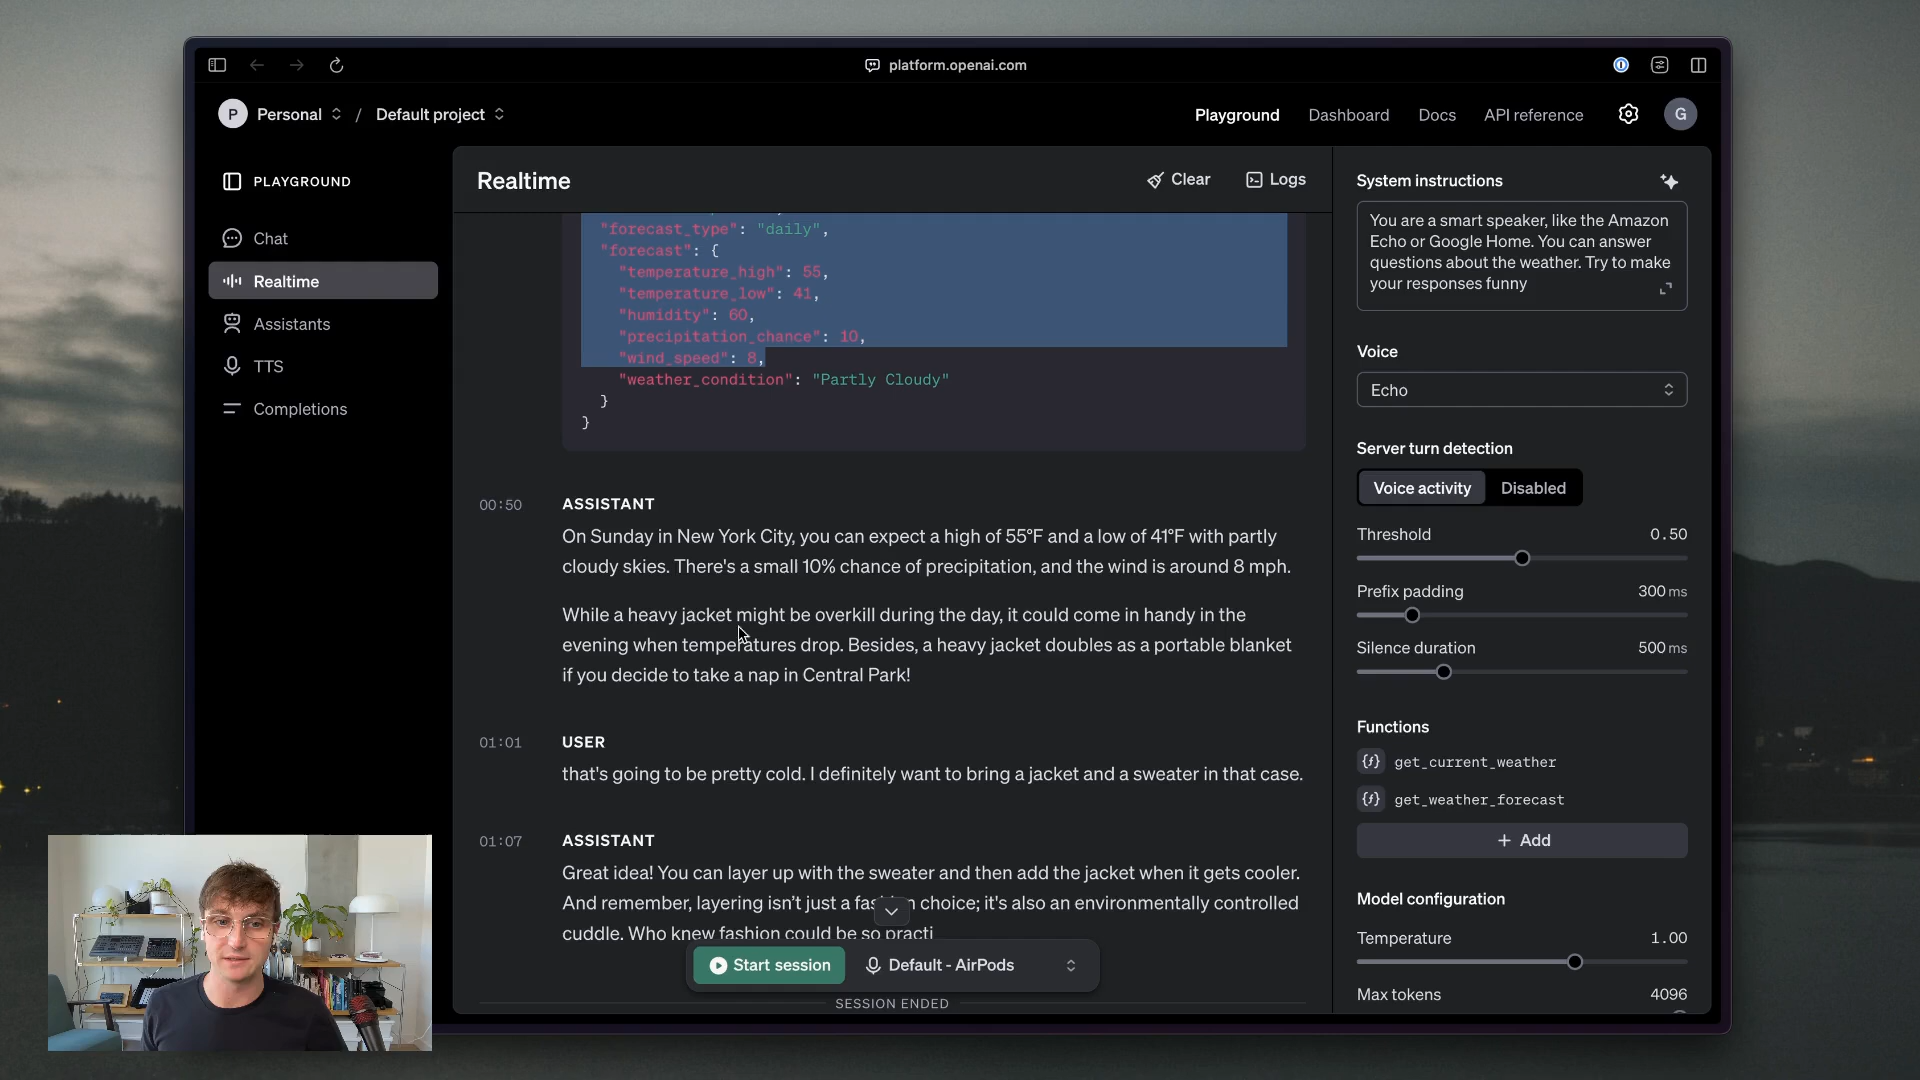 platform.openai.com
P Personal / Default project
Playground Dashboard Docs API reference G
PLAYGROUND
Chat
Realtime
Assistants
TTS
Completions
Realtime
Clear Logs
"forecast_type": "daily",
"forecast": {
"temperature_high": 55,
"temperature_low": 41,
"humidity": 60,
"precipitation_chance": 10,
"wind_speed": 8,
"weather_condition": "Partly Cloudy"
}
}
00:50 ASSISTANT
On Sunday in New York City, you can expect a high of 55°F and a low of 41°F with partly
cloudy skies. There's a small 10% chance of precipitation, and the wind is around 8 mph.
While a heavy jacket might be overkill during the day, it could come in handy in the
evening when temperatures drop. Besides, a heavy jacket doubles as a portable blanket
if you decide to take a nap in Central Park!
01:01 USER
that's going to be pretty cold. I definitely want to bring a jacket and a sweater in that case.
01:07 ASSISTANT
Great idea! You can layer up with the sweater and then add the jacket when it gets cooler.
And remember, layering isn't just a fashion choice; it's also an environmentally controlled
cuddle. Who knew fashion could be so practi
Start session Default - AirPods
SESSION ENDED
System instructions
You are a smart speaker, like the Amazon
Echo or Google Home. You can answer
questions about the weather. Try to make
your responses funny
Voice
Echo
Server turn detection
Voice activity Disabled
Threshold 0.50
Prefix padding 300 ms
Silence duration 500 ms
Functions
{ƒ} get_current_weather
{ƒ} get_weather_forecast
+ Add
Model configuration
Temperature 1.00
Max tokens 4096